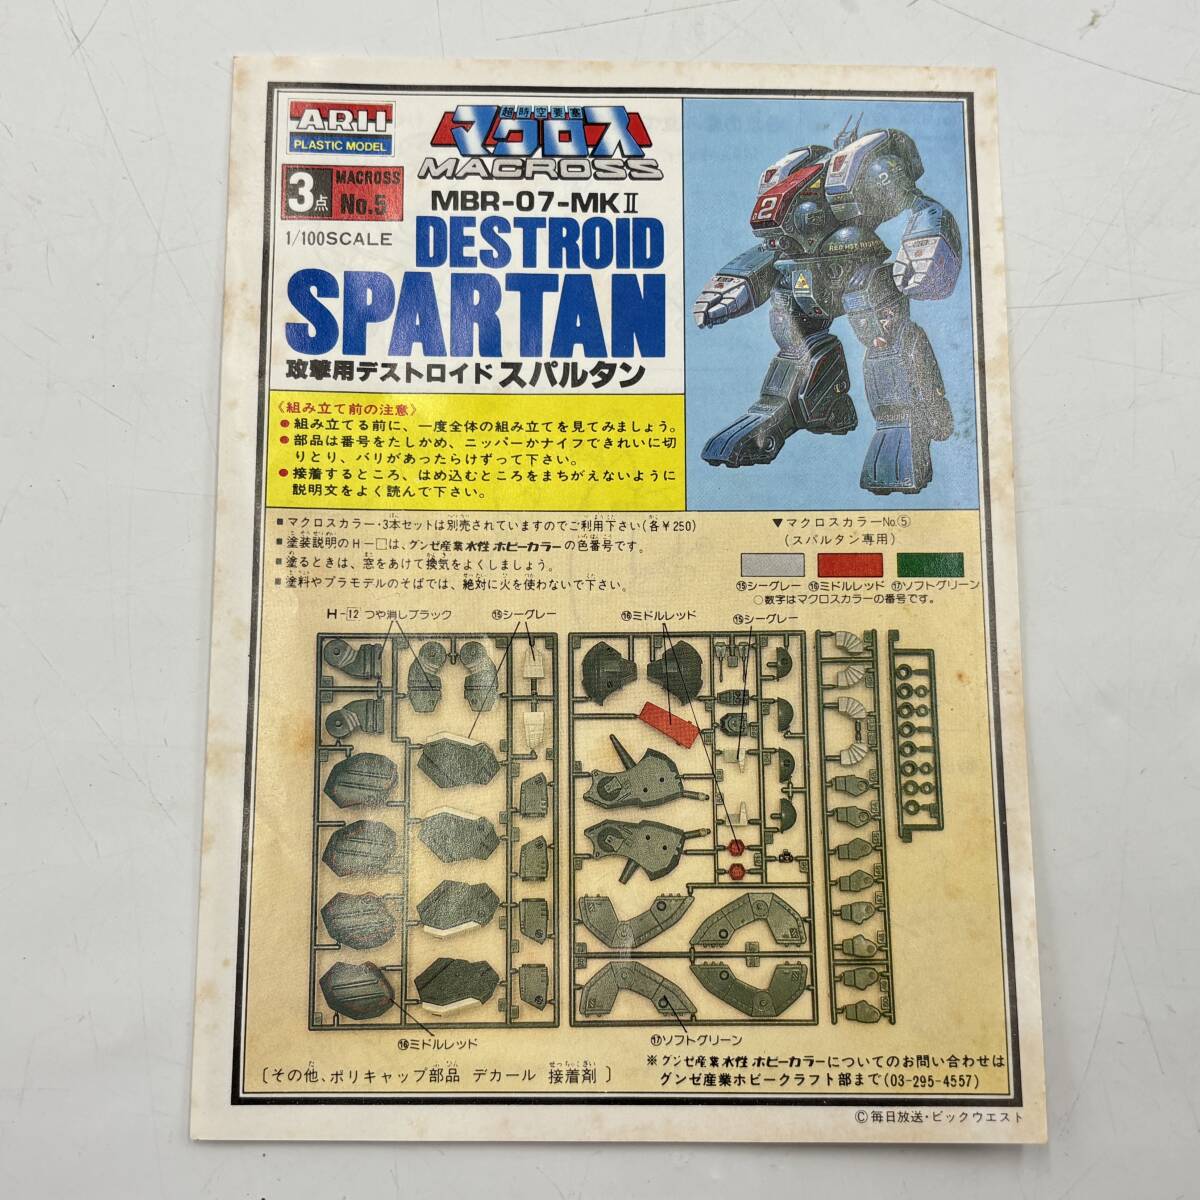 ARII
PLASTIC MODEL
3点
MACROSS
No.5
1/100SCALE
超時空要塞
マクロス
MACROSS
MBR-07-MKⅡ
DESTROID
SPARTAN
攻撃用デストロイド スパルタン
2
2
RED HOT RIDER
《組み立て前の注意》
●組み立てる前に、一度全体の組み立てを見てみましょう。
●部品は番号をたしかめ、ニッパーかナイフできれいに切
りとり、バリがあったらけずって下さい。
●接着するところ、はめ込むところをまちがえないように
説明文をよく読んで下さい。
■マクロスカラー・3本セットは別売されていますのでご利用下さい(各¥250)
■塗装説明のH-□は、グンゼ産業水性ホビーカラーの色番号です。
■塗るときは、窓をあけて換気をよくしましょう。
■塗料やプラモデルのそばでは、絶対に火を使わないで下さい。
▼マクロスカラーNo.⑤
(スパルタン専用)
⑮シーグレー ⑯ミドルレッド ⑰ソフトグリーン
○数字はマクロスカラーの番号です。
H-12 つや消しブラック
⑮シーグレー
⑯ミドルレッド
⑮シーグレー
⑯ミドルレッド
⑰ソフトグリーン
〔その他、ポリキャップ部品 デカール 接着剤〕
※グンゼ産業水性ホビーカラーについてのお問い合わせは
グンゼ産業ホビークラフト部まで(03-295-4557)
©毎日放送・ビックウエスト